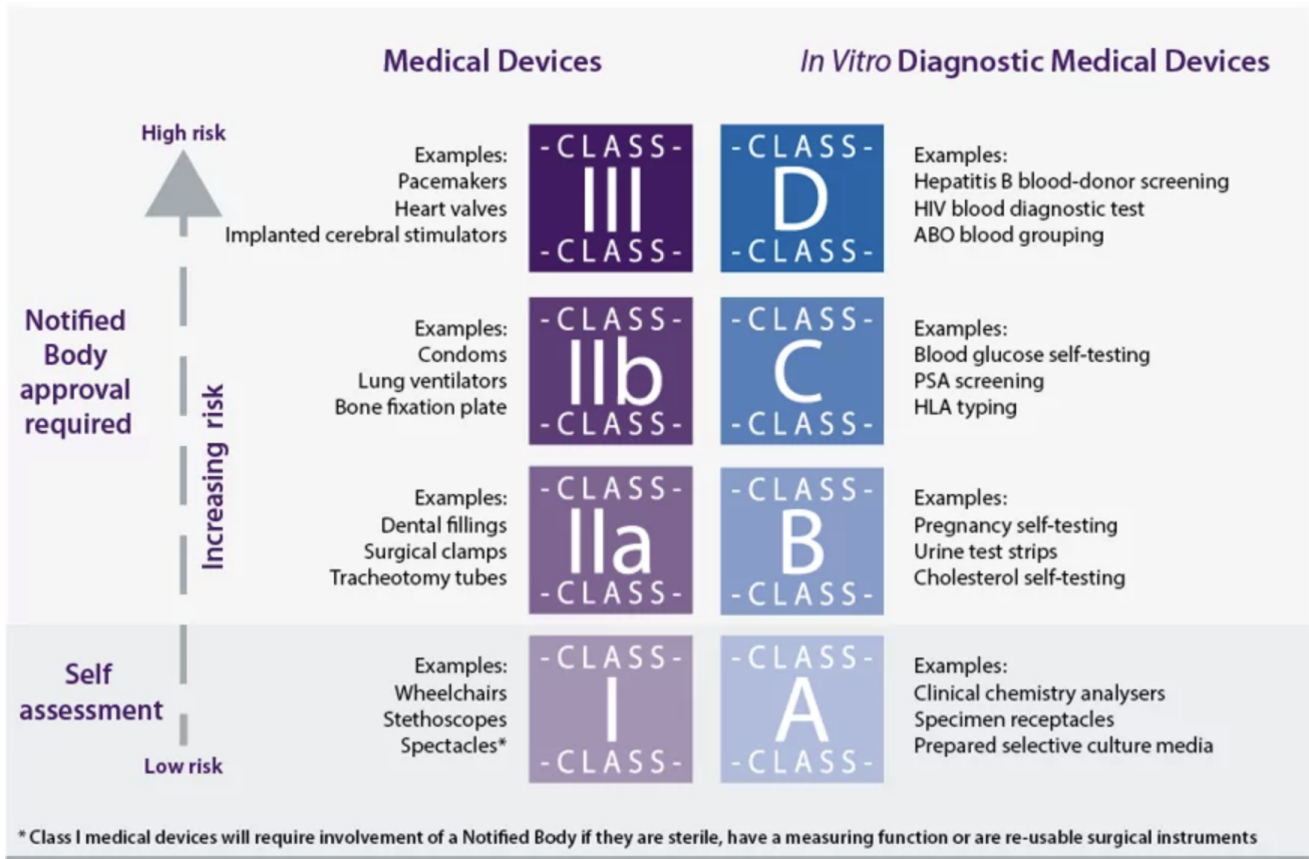 Medical Devices
In Vitro Diagnostic Medical Devices
High risk
Notified
Body
approval
required
Increasing risk
Self
assessment
Low risk
Examples:
Pacemakers
Heart valves
Implanted cerebral stimulators
-CLASS-
III
-CLASS-
-CLASS-
D
-CLASS-
Examples:
Hepatitis B blood-donor screening
HIV blood diagnostic test
ABO blood grouping
Examples:
Condoms
Lung ventilators
Bone fixation plate
-CLASS-
IIb
-CLASS-
-CLASS-
C
-CLASS-
Examples:
Blood glucose self-testing
PSA screening
HLA typing
Examples:
Dental fillings
Surgical clamps
Tracheotomy tubes
-CLASS-
IIa
-CLASS-
-CLASS-
B
-CLASS-
Examples:
Pregnancy self-testing
Urine test strips
Cholesterol self-testing
Examples:
Wheelchairs
Stethoscopes
Spectacles*
-CLASS-
I
-CLASS-
-CLASS-
A
-CLASS-
Examples:
Clinical chemistry analysers
Specimen receptacles
Prepared selective culture media
* Class I medical devices will require involvement of a Notified Body if they are sterile, have a measuring function or are re-usable surgical instruments